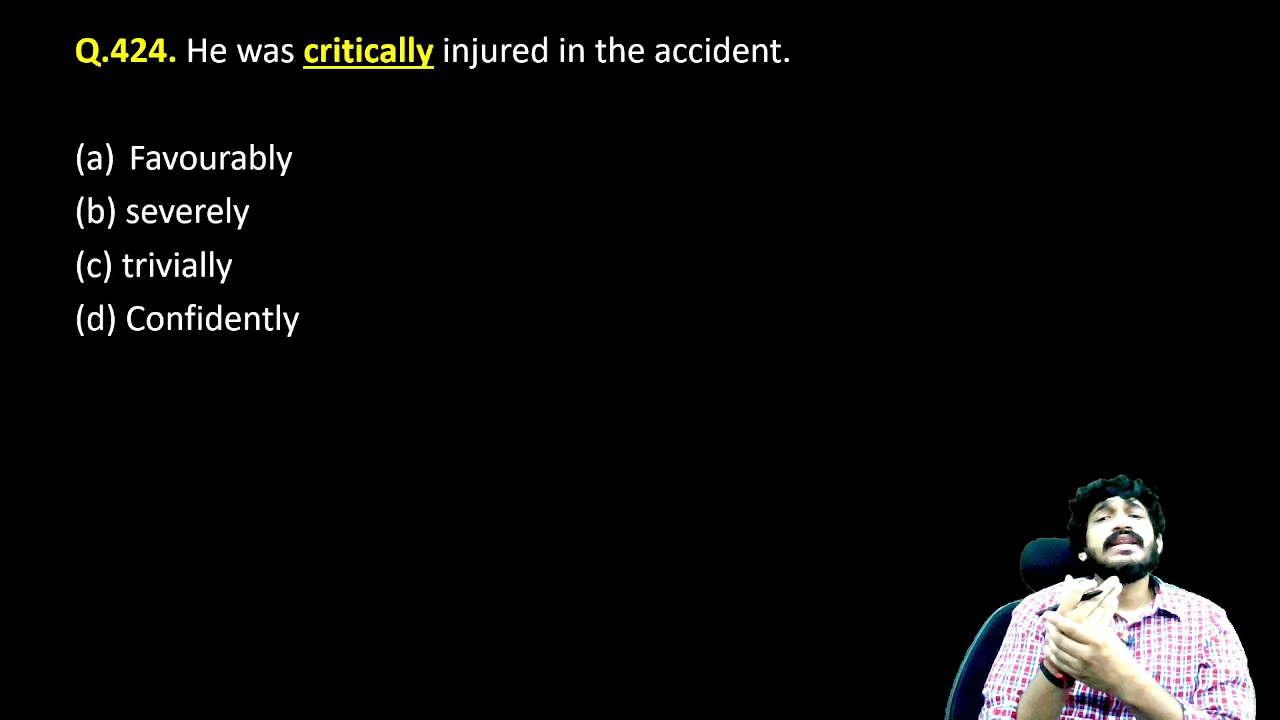 Q.424. He was critically injured in the accident.
(a) Favourably
(b) severely
(c) trivially
(d) Confidently